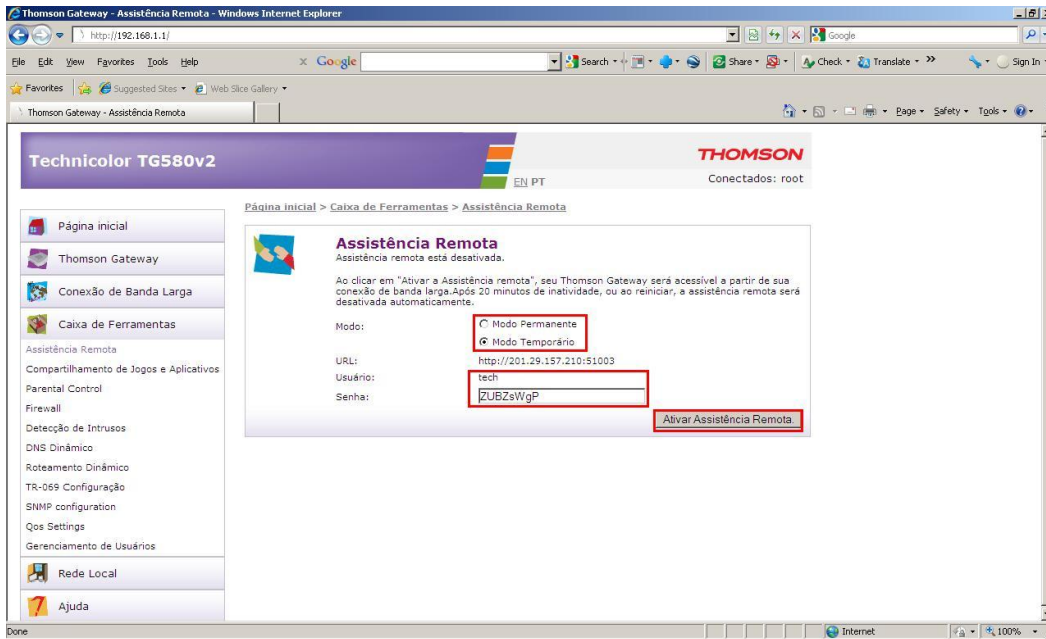 Thomson Gateway - Assistência Remota - Windows Internet Explorer
http://192.168.1.1/
Google
File Edit View Favorites Tools Help
x Google Search Share Check Translate » Sign In
Favorites Suggested Sites Web Slice Gallery
Thomson Gateway - Assistência Remota
Page Safety Tools
Technicolor TG580v2
THOMSON
EN PT
Conectados: root
Página inicial > Caixa de Ferramentas > Assistência Remota
Página inicial
Thomson Gateway
Conexão de Banda Larga
Caixa de Ferramentas
Assistência Remota
Compartilhamento de Jogos e Aplicativos
Parental Control
Firewall
Detecção de Intrusos
DNS Dinâmico
Roteamento Dinâmico
TR-069 Configuração
SNMP configuration
Qos Settings
Gerenciamento de Usuários
Rede Local
Ajuda
Assistência Remota
Assistência remota está desativada.
Ao clicar em "Ativar a Assistência remota", seu Thomson Gateway será acessível a partir de sua
conexão de banda larga.Após 20 minutos de inatividade, ou ao reiniciar, a assistência remota será
desativada automaticamente.
Modo: Modo Permanente
Modo Temporário
URL: http://201.29.157.210:51003
Usuário: tech
Senha: ZUBZsWgP
Ativar Assistência Remota.
Done
Internet
100%